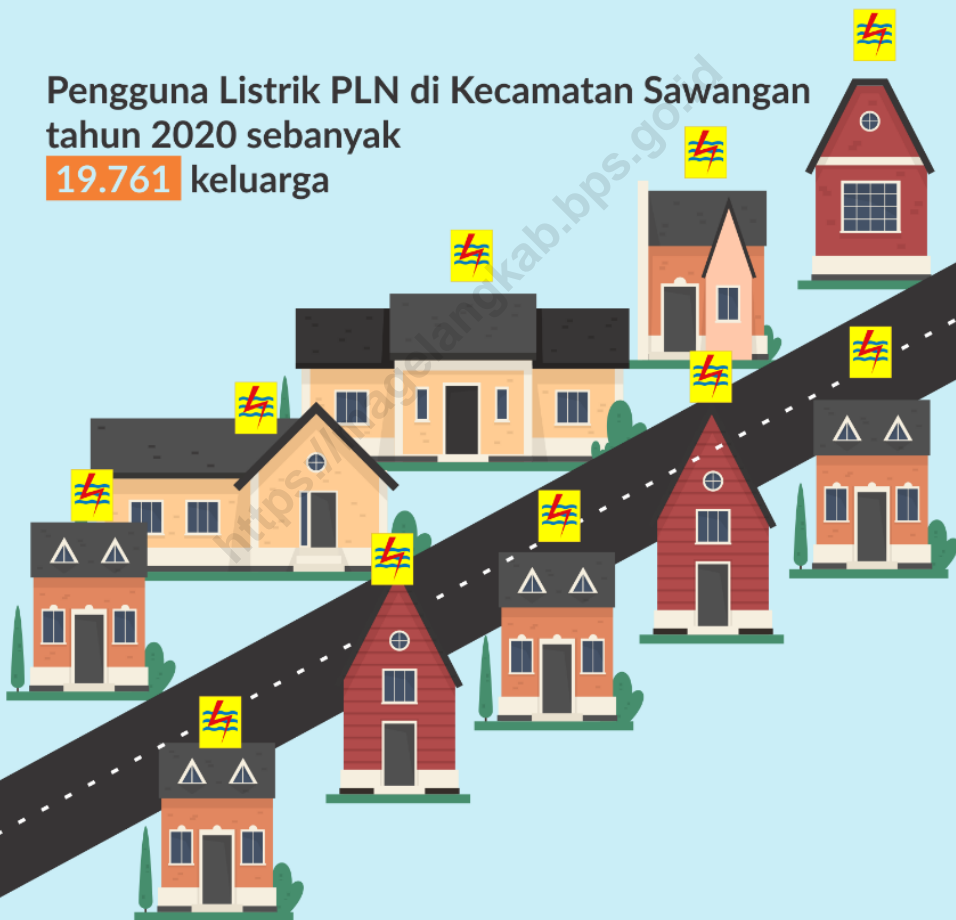 Pengguna Listrik PLN di Kecamatan Sawangan
tahun 2020 sebanyak
19.761 keluarga
https://magelangkab.bps.go.id